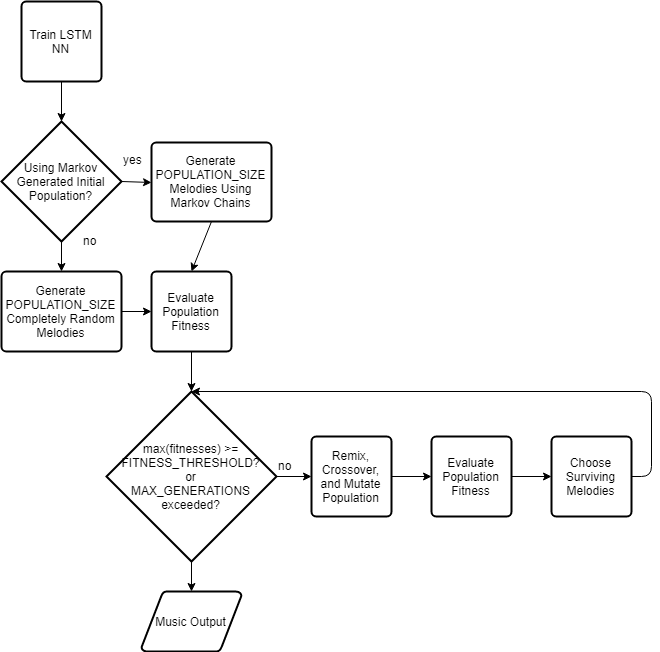 Train LSTM
NN
Using Markov
Generated Initial
Population?
yes
Generate
POPULATION_SIZE
Melodies Using
Markov Chains
no
Generate
POPULATION_SIZE
Completely Random
Melodies
Evaluate
Population
Fitness
max(fitnesses) >=
FITNESS_THRESHOLD?
or
MAX_GENERATIONS
exceeded?
no
Remix,
Crossover,
and Mutate
Population
Evaluate
Population
Fitness
Choose
Surviving
Melodies
Music Output